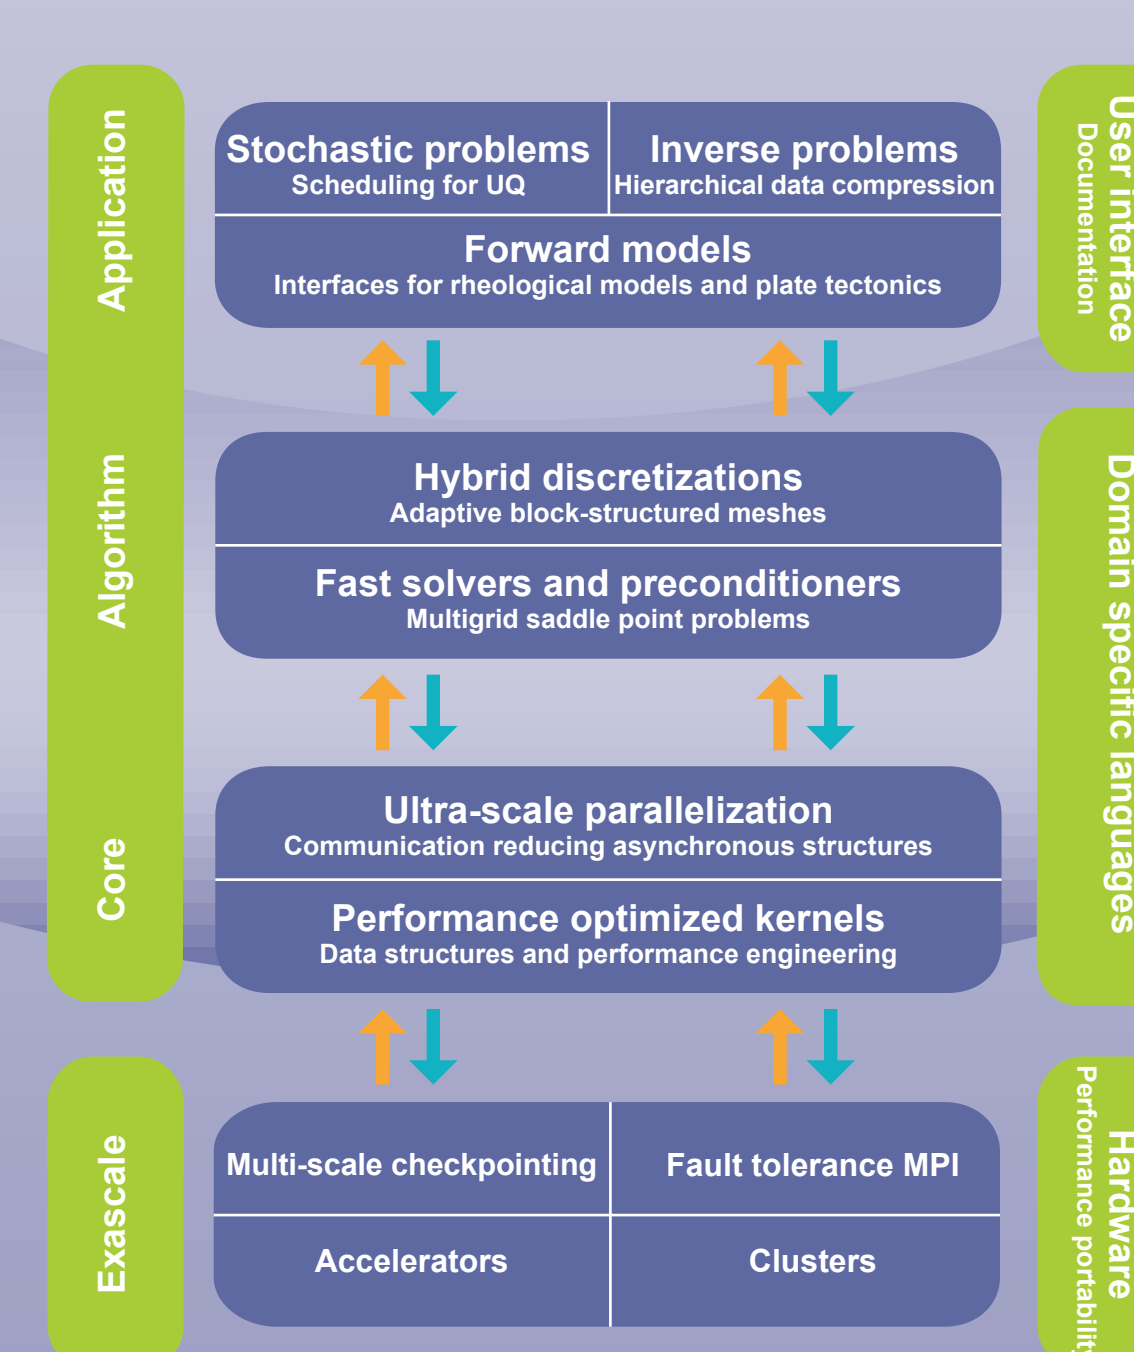 Application
Stochastic problems
Scheduling for UQ
Inverse problems
Hierarchical data compression
Forward models
Interfaces for rheological models and plate tectonics
User interface
Documentation
Algorithm
Hybrid discretizations
Adaptive block-structured meshes
Fast solvers and preconditioners
Multigrid saddle point problems
Domain specific languages
Core
Ultra-scale parallelization
Communication reducing asynchronous structures
Performance optimized kernels
Data structures and performance engineering
Exascale
Multi-scale checkpointing
Fault tolerance MPI
Accelerators
Clusters
Hardware
Performance portability